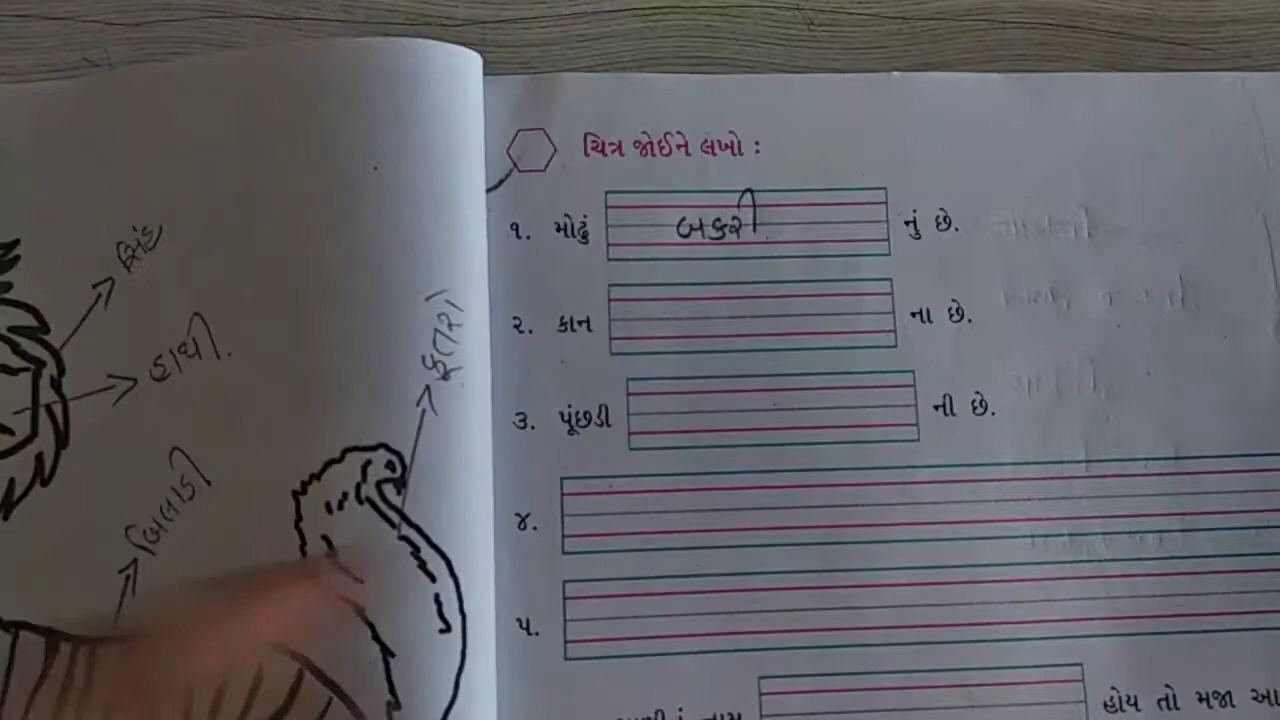 ચિત્ર જોઈને લખો :
૧. મોઢું બકરી નું છે.
૨. કાન ના છે.
૩. પૂંછડી ની છે.
૪.
૫.
હોય તો મજા આ
સિંહ
હાથી.
બિલાડી
કૂતરા